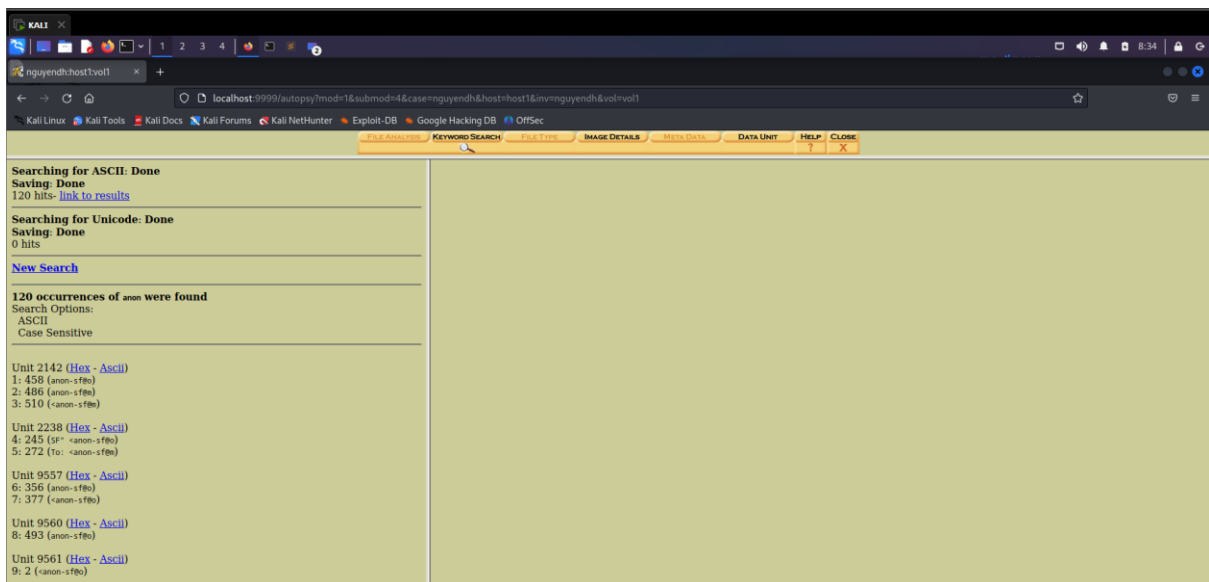 KALI
1 2 3 4
2
8:34
nguyendh:host1:vol1
localhost:9999/autopsy?mod=1&submod=4&case=nguyendh&host=host1&inv=nguyendh&vol=vol1
Kali Linux Kali Tools Kali Docs Kali Forums Kali NetHunter Exploit-DB Google Hacking DB OffSec
FILE ANALYSIS KEYWORD SEARCH FILE TYPE IMAGE DETAILS META DATA DATA UNIT HELP CLOSE
? X
Searching for ASCII: Done
Saving: Done
120 hits- link to results
Searching for Unicode: Done
Saving: Done
0 hits
New Search
120 occurrences of anon were found
Search Options:
ASCII
Case Sensitive
Unit 2142 (Hex - Ascii)
1: 458 (anon-sf@o)
2: 486 (anon-sf@m)
3: 510 (<anon-sf@m)
Unit 2238 (Hex - Ascii)
4: 245 (SF" <anon-sf@o)
5: 272 (To: <anon-sf@m)
Unit 9557 (Hex - Ascii)
6: 356 (anon-sf@o)
7: 377 (<anon-sf@o)
Unit 9560 (Hex - Ascii)
8: 493 (anon-sf@o)
Unit 9561 (Hex - Ascii)
9: 2 (<anon-sf@o)